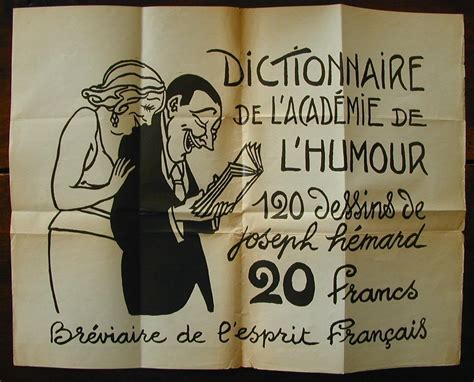 DICTIONNAIRE
DE L'ACADÉMIE DE
L'HUMOUR
120 dessins de
joseph hémard
20 francs
Bréviaire de l'esprit Français